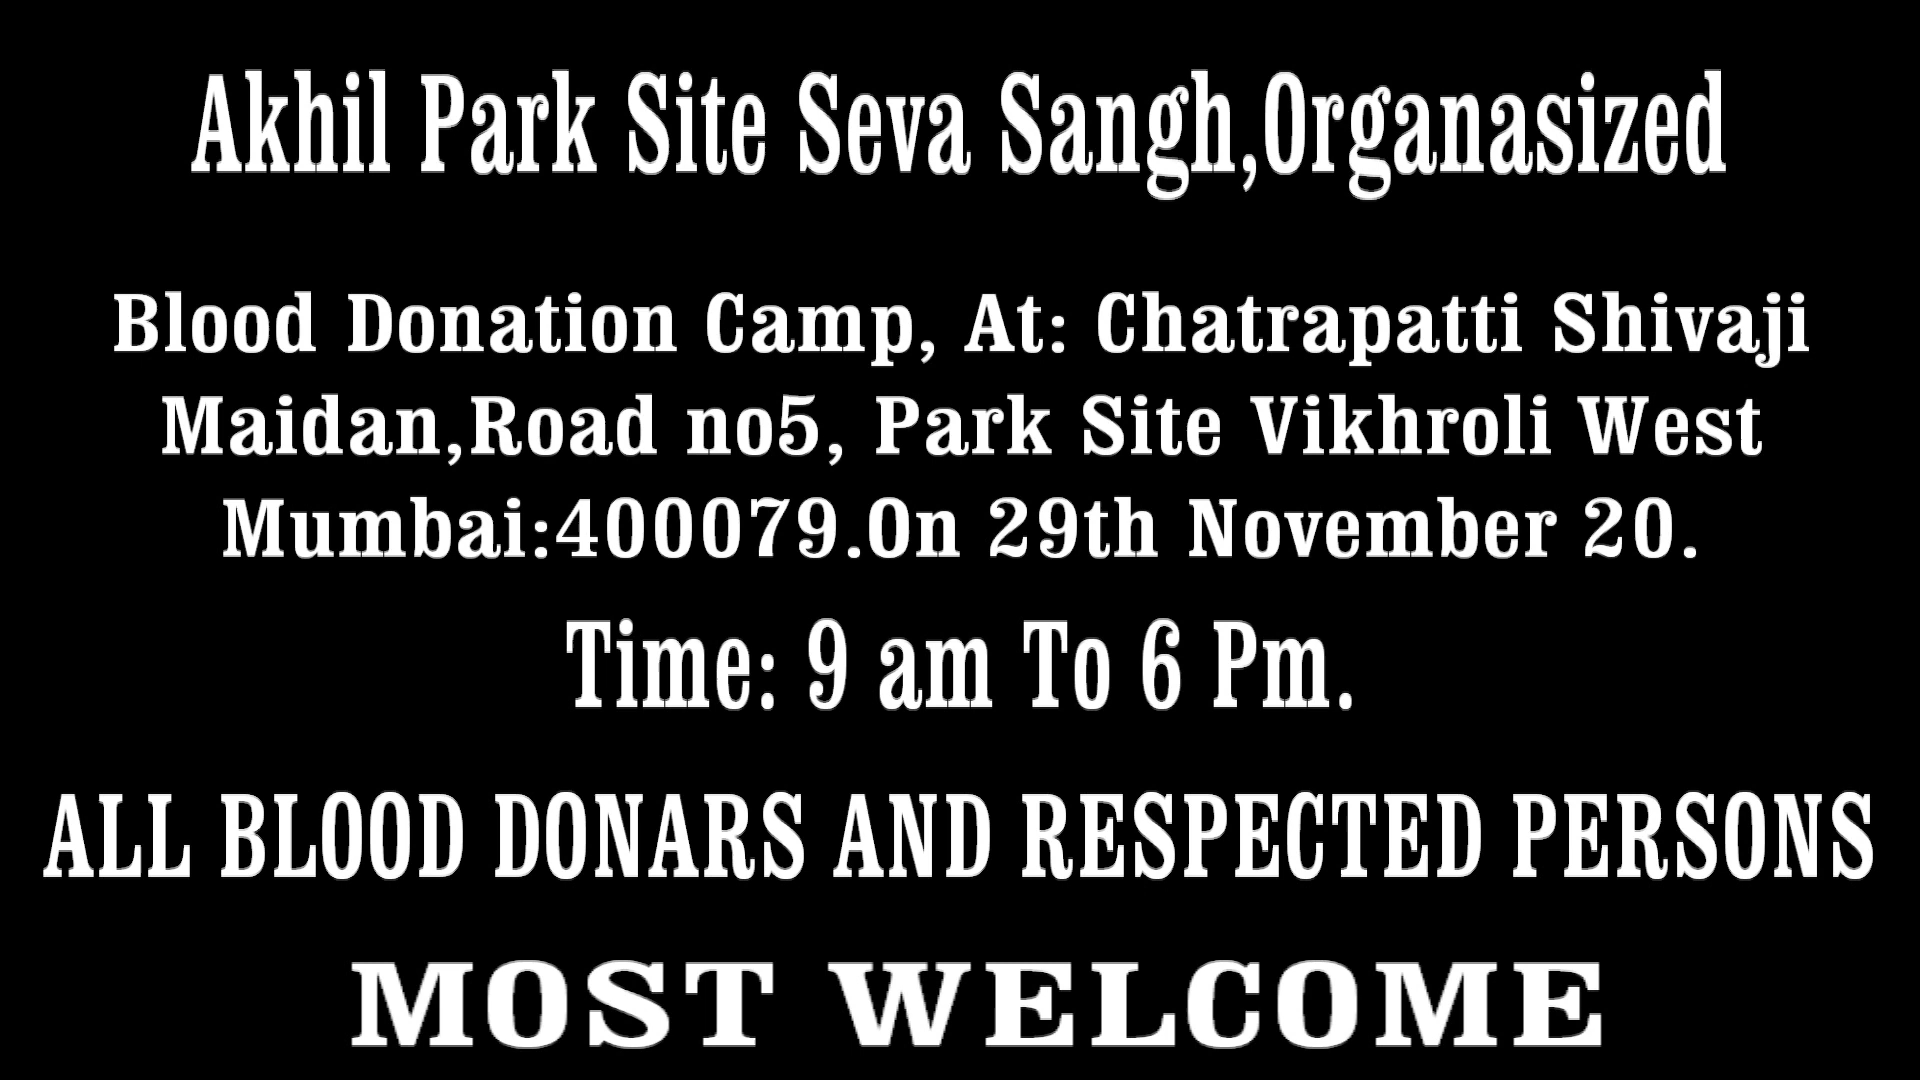 Akhil Park Site Seva Sangh,Organasized
Blood Donation Camp, At: Chatrapatti Shivaji
Maidan,Road no5, Park Site Vikhroli West
Mumbai:400079.On 29th November 20.
Time: 9 am To 6 Pm.
ALL BLOOD DONARS AND RESPECTED PERSONS
MOST WELCOME